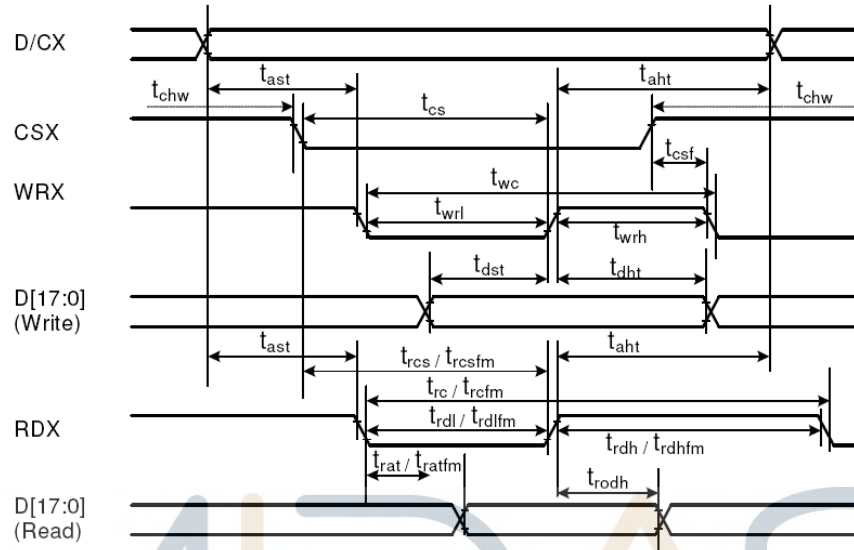 D/CX
t_ast
t_aht
t_chw
t_cs
t_chw
CSX
t_csf
WRX
t_wc
t_wrl
t_wrh
t_dst
t_dht
D[17:0]
(Write)
t_ast
t_rcs / t_rcsfm
t_aht
t_rc / t_rcfm
RDX
t_rdl / t_rdlfm
t_rdh / t_rdhfm
t_rat / t_ratfm
t_rodh
D[17:0]
(Read)